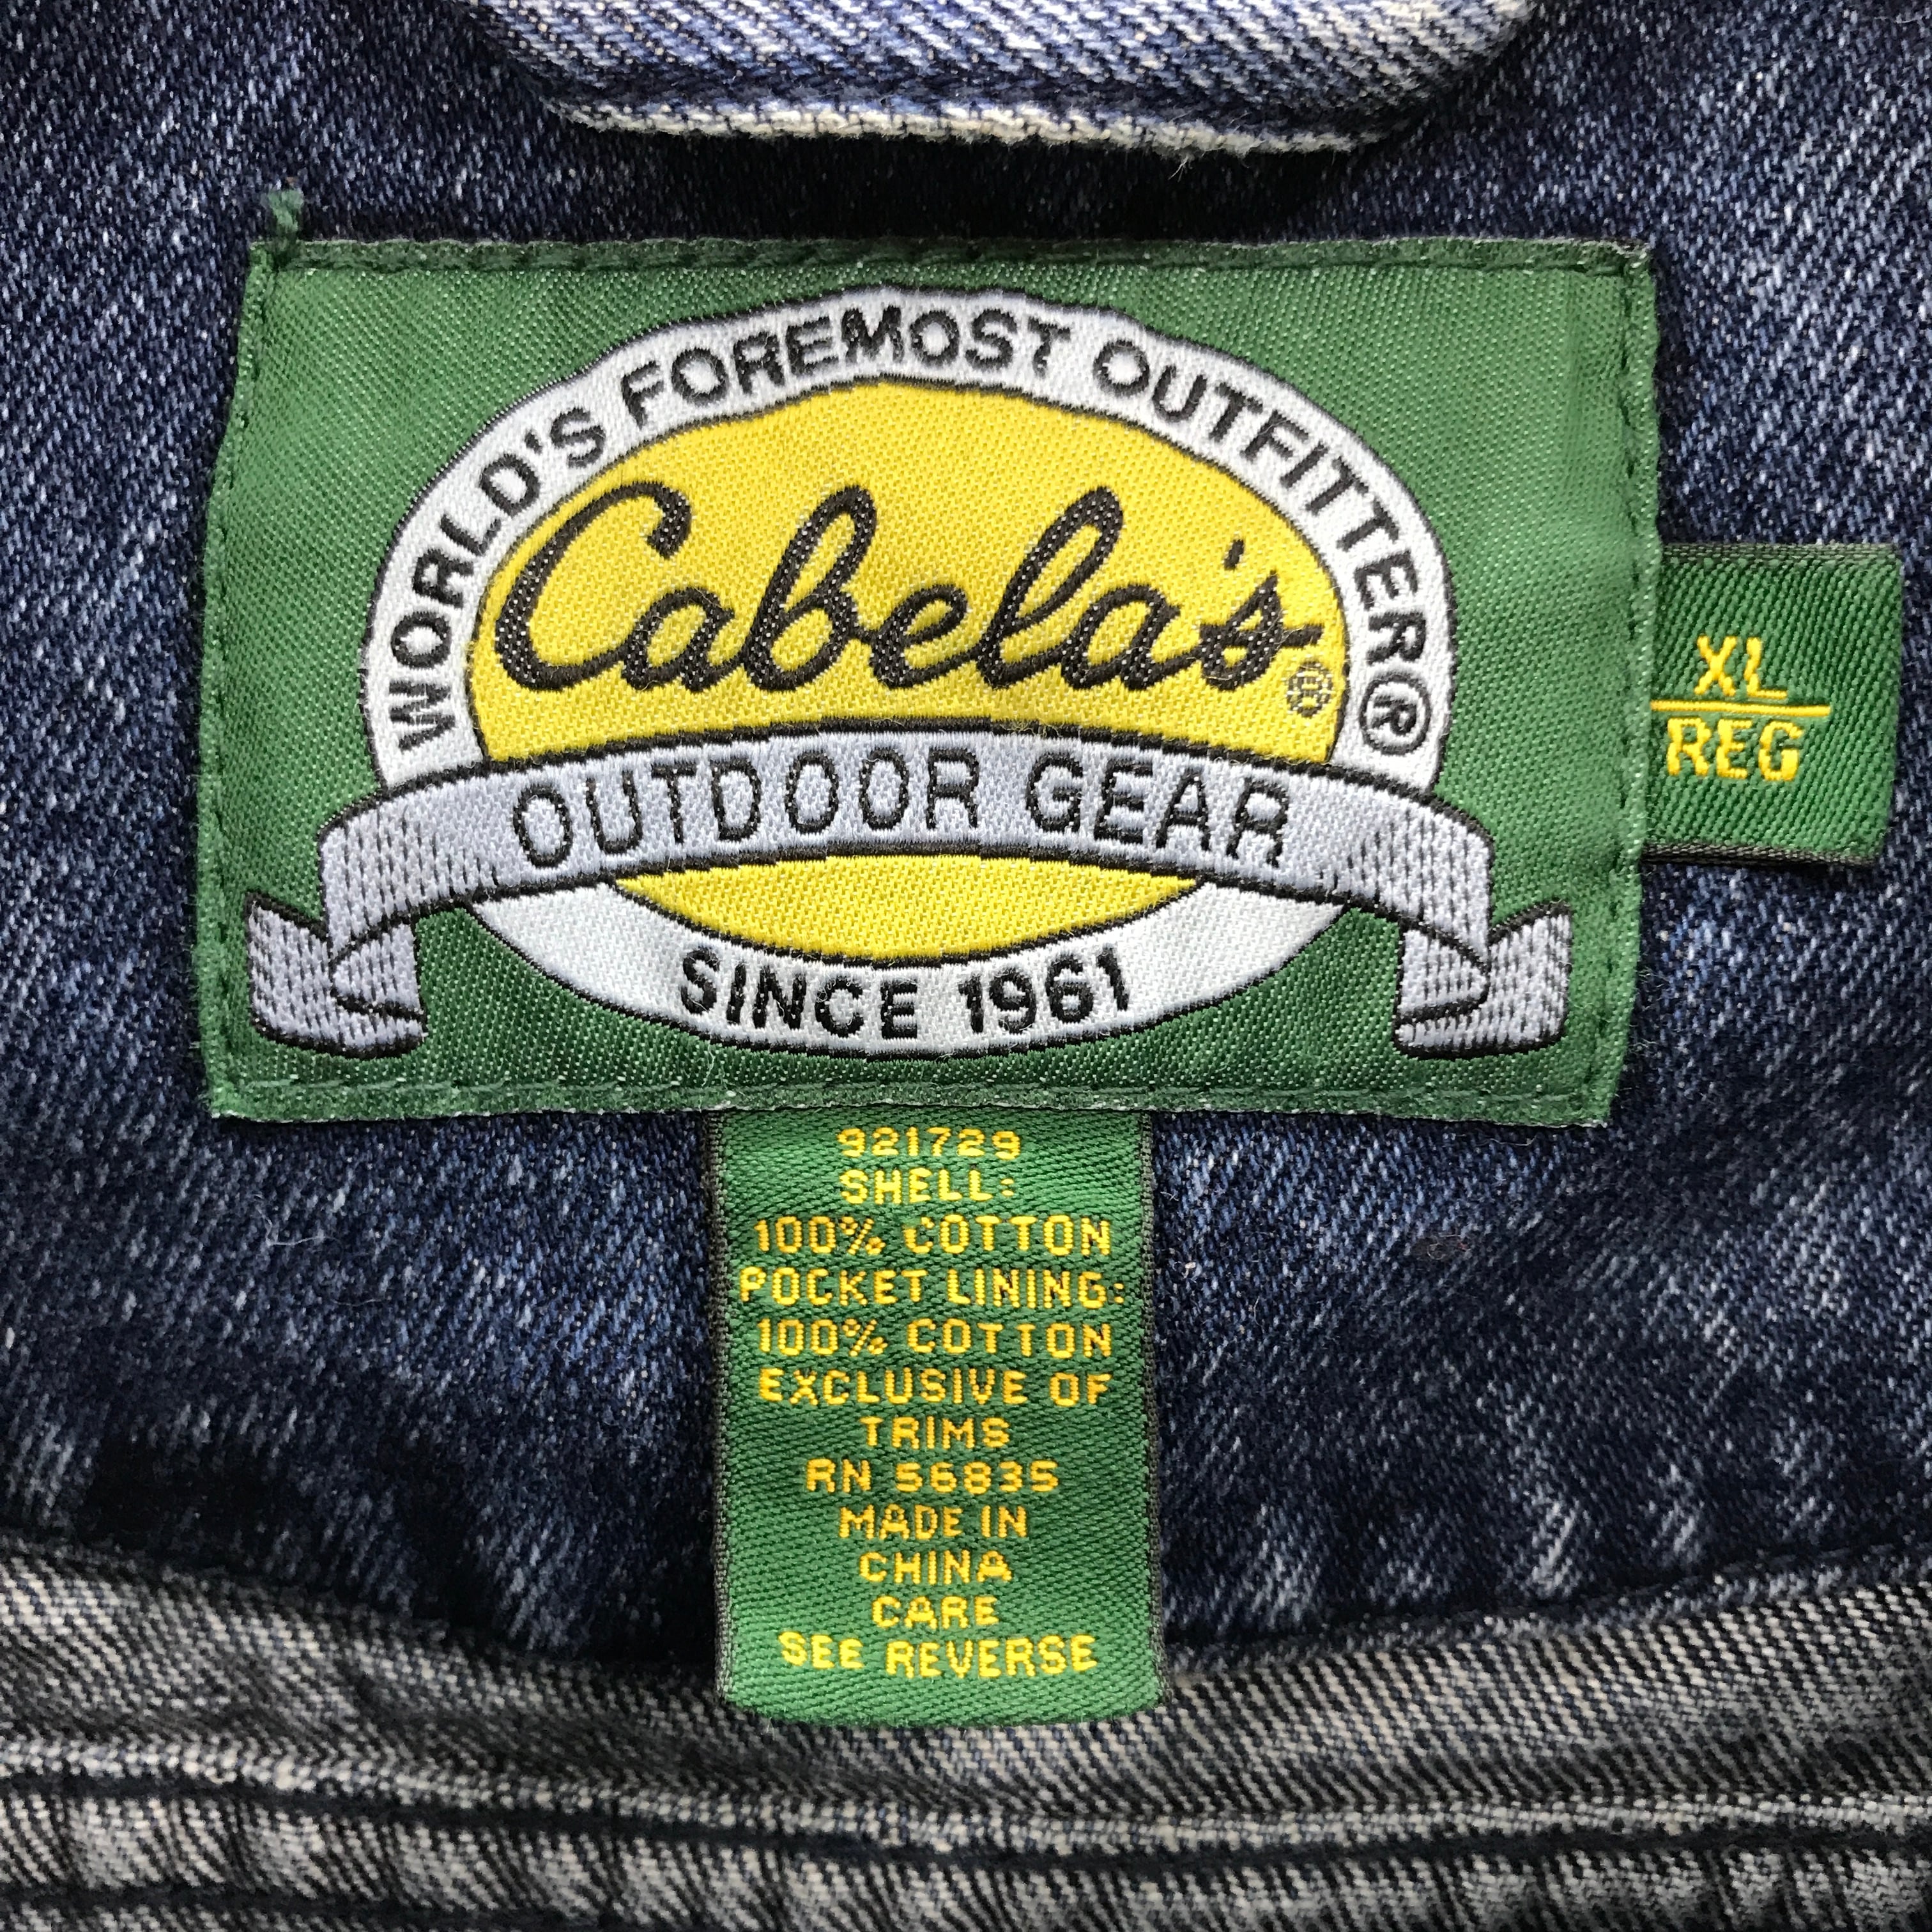 WORLD'S FOREMOST OUTFITTER®
Cabela's®
OUTDOOR GEAR
SINCE 1961
XL
REG
921729
SHELL:
100% COTTON
POCKET LINING:
100% COTTON
EXCLUSIVE OF
TRIMS
RN 56835
MADE IN
CHINA
CARE
SEE REVERSE